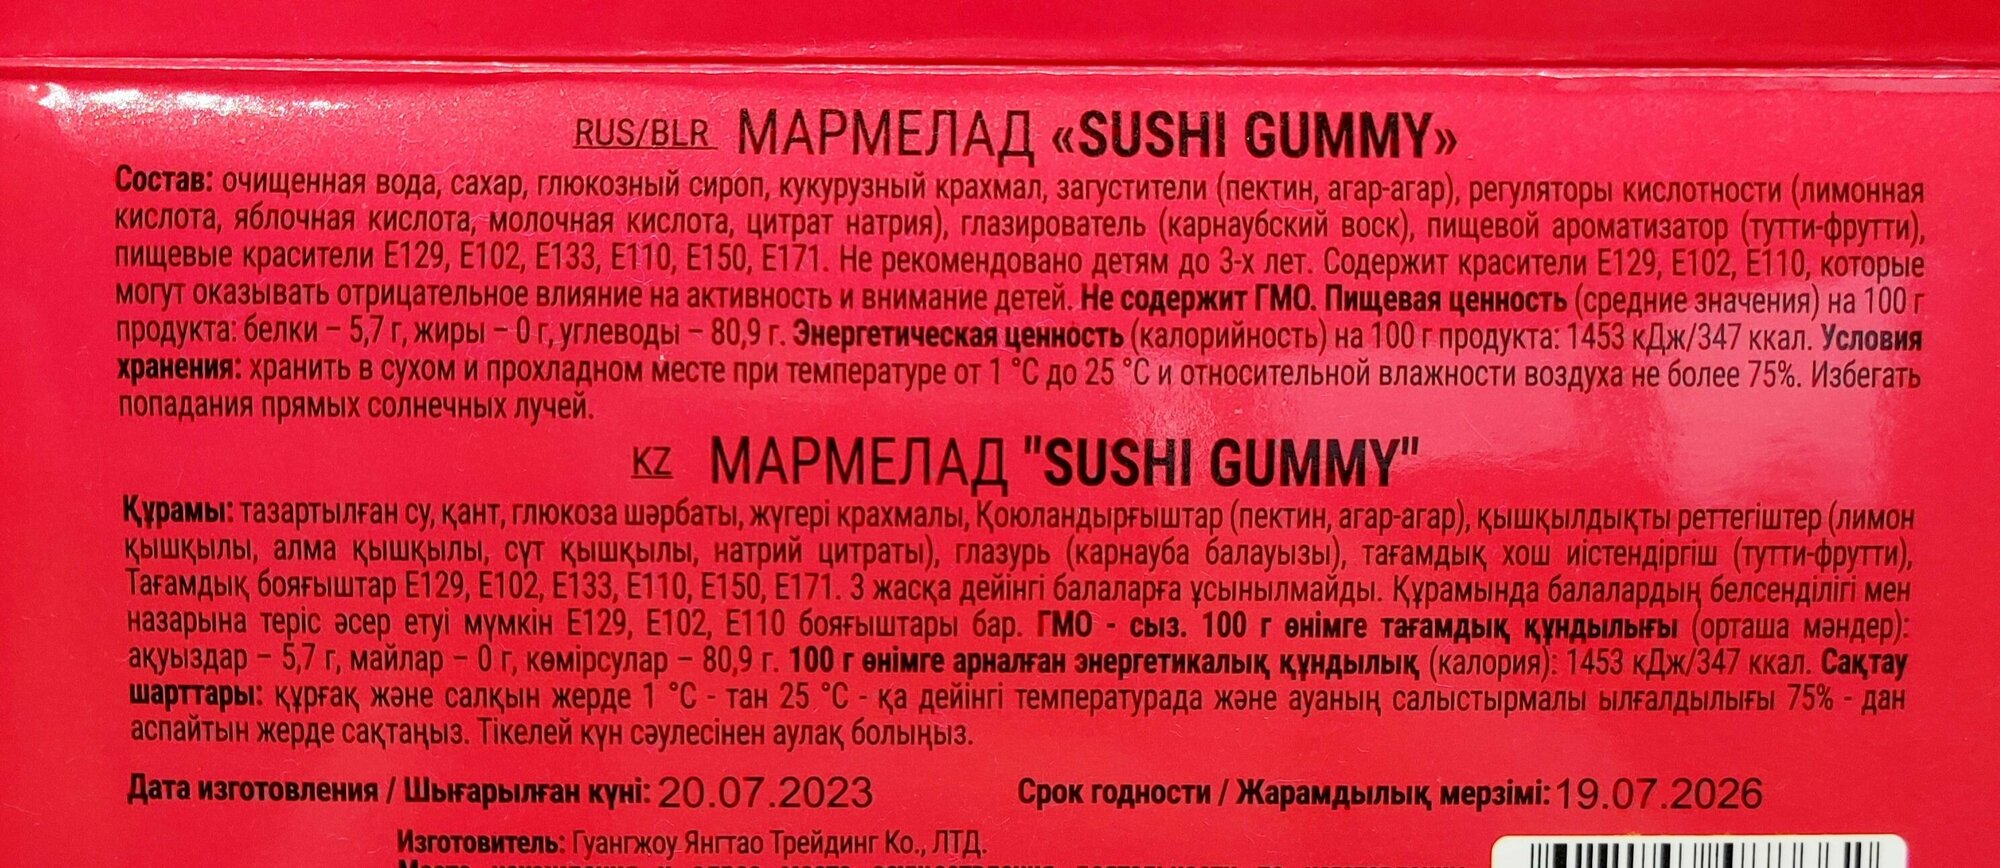 RUS/BLR МАРМЕЛАД «SUSHI GUMMY»
Состав: очищенная вода, сахар, глюкозный сироп, кукурузный крахмал, загустители (пектин, агар-агар), регуляторы кислотности (лимонная
кислота, яблочная кислота, молочная кислота, цитрат натрия), глазирователь (карнаубский воск), пищевой ароматизатор (тутти-фрутти),
пищевые красители Е129, Е102, Е133, Е110, Е150, Е171. Не рекомендовано детям до 3-х лет. Содержит красители Е129, Е102, Е110, которые
могут оказывать отрицательное влияние на активность и внимание детей. Не содержит ГМО. Пищевая ценность (средние значения) на 100 г
продукта: белки – 5,7 г, жиры – 0 г, углеводы – 80,9 г. Энергетическая ценность (калорийность) на 100 г продукта: 1453 кДж/347 ккал. Условия
хранения: хранить в сухом и прохладном месте при температуре от 1 °С до 25 °С и относительной влажности воздуха не более 75%. Избегать
попадания прямых солнечных лучей.
KZ МАРМЕЛАД "SUSHI GUMMY"
Құрамы: тазартылған су, қант, глюкоза шәрбаты, жүгері крахмалы, Қоюландырғыштар (пектин, агар-агар), қышқылдықты реттегіштер (лимон
қышқылы, алма қышқылы, сүт қышқылы, натрий цитраты), глазурь (карнауба балауызы), тағамдық хош иістендіргіш (тутти-фрутти),
Тағамдық бояғыштар Е129, Е102, Е133, Е110, Е150, Е171. 3 жасқа дейінгі балаларға ұсынылмайды. Құрамында балалардың белсенділігі мен
назарына теріс әсер етуі мүмкін Е129, Е102, Е110 бояғыштары бар. ГМО - сыз. 100 г өнімге тағамдық құндылығы (орташа мәндер):
ақуыздар – 5,7 г, майлар – 0 г, көмірсулар – 80,9 г. 100 г өнімге арналған энергетикалық құндылық (калория): 1453 кДж/347 ккал. Сақтау
шарттары: құрғақ және салқын жерде 1 °С - тан 25 °С - қа дейінгі температурада және ауаның салыстырмалы ылғалдылығы 75% - дан
аспайтын жерде сақтаңыз. Тікелей күн сәулесінен аулақ болыңыз.
Дата изготовления / Шығарылған күні: 20.07.2023 Срок годности / Жарамдылық мерзімі: 19.07.2026
Изготовитель: Гуангжоу Янгтао Трейдинг Ко., ЛТД.